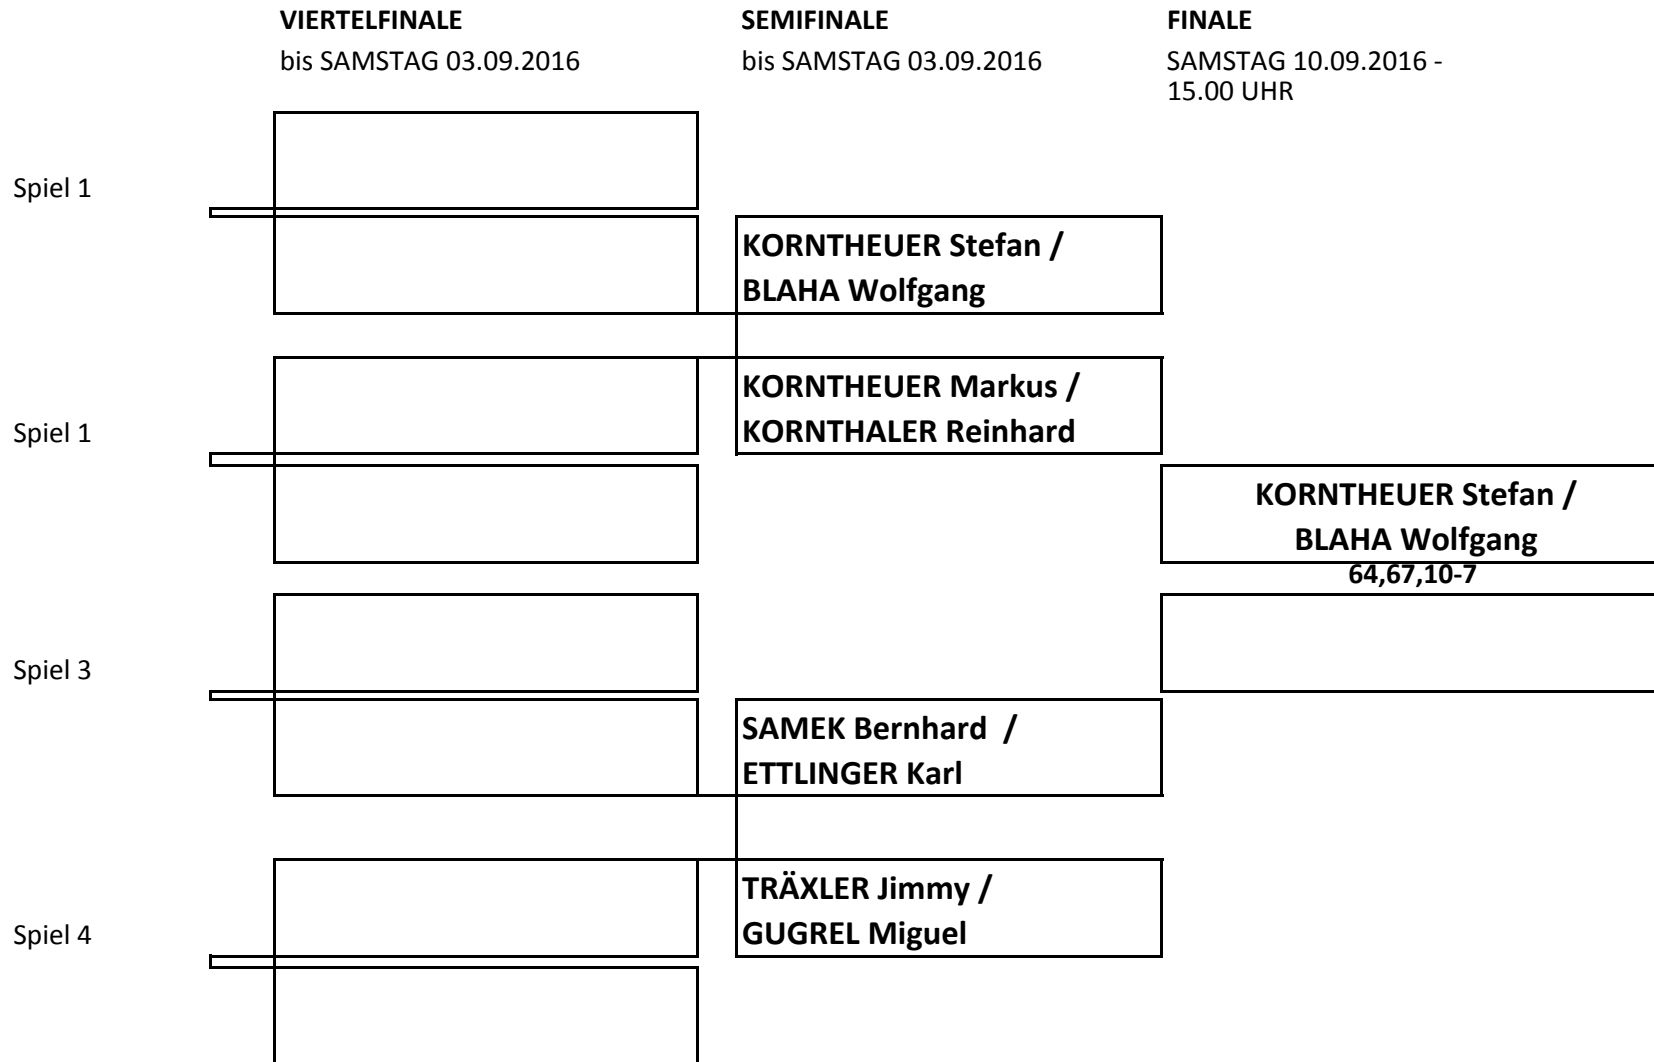 VIERTELFINALE
SEMIFINALE
FINALE
bis SAMSTAG 03.09.2016
bis SAMSTAG 03.09.2016
SAMSTAG 10.09.2016 -
15.00 UHR
Spiel 1
KORNTHEUER Stefan /
BLAHA Wolfgang
KORNTHEUER Markus /
KORNTHALER Reinhard
Spiel 1
KORNTHEUER Stefan /
BLAHA Wolfgang
64,67,10-7
Spiel 3
SAMEK Bernhard  /
ETTLINGER Karl
TRÄXLER Jimmy /
GUGREL Miguel
Spiel 4